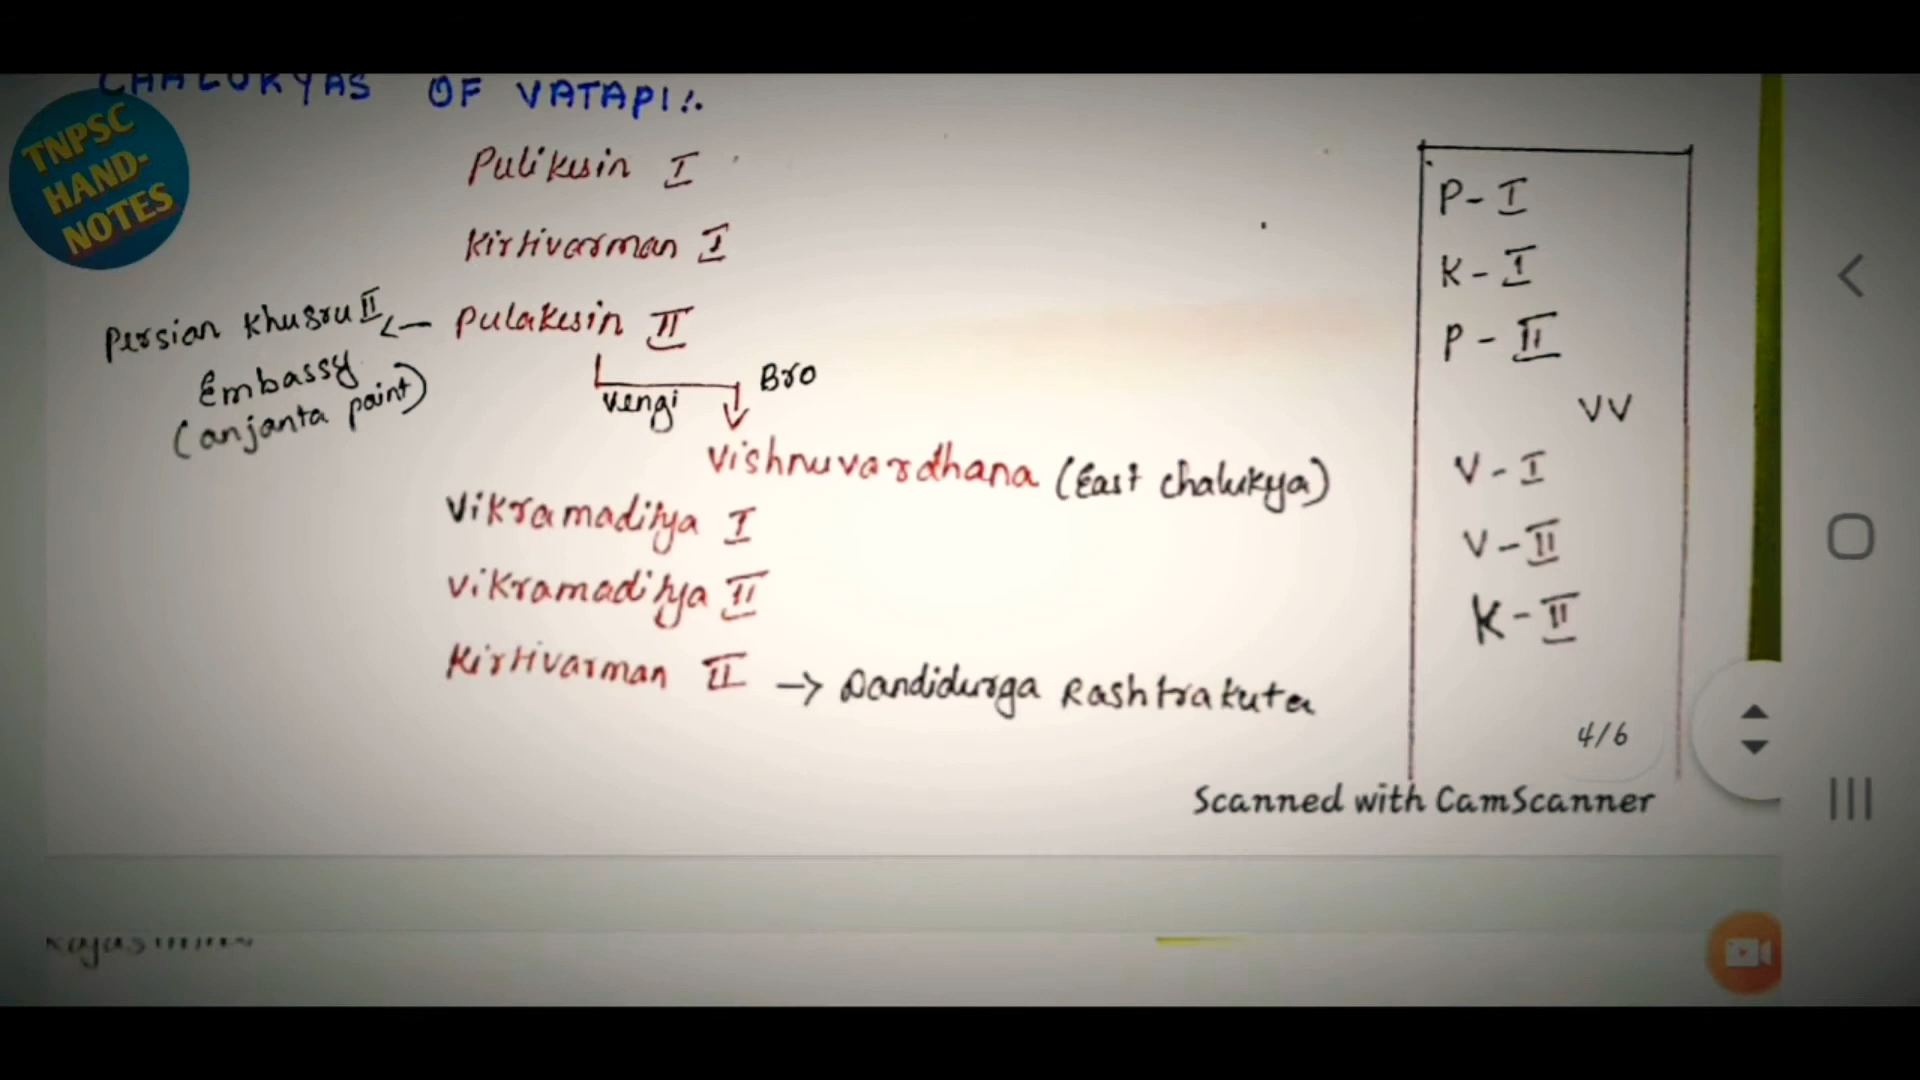 CHALUKYAS OF VATAPI:.
TNPSC
HAND-
NOTES
Pulikesin I
Kirtivarman I
Persian Khusru II <- Pulakesin II
Embassy
(anjanta paint)
Vengi
Bro
Vishnuvardhana (East Chalukya)
Vikramaditya I
Vikramaditya II
Kirtivarman II -> Dandidurga Rashtrakuta
P-I
K-I
P-II
VV
V-I
V-II
K-II
4/6
Scanned with CamScanner